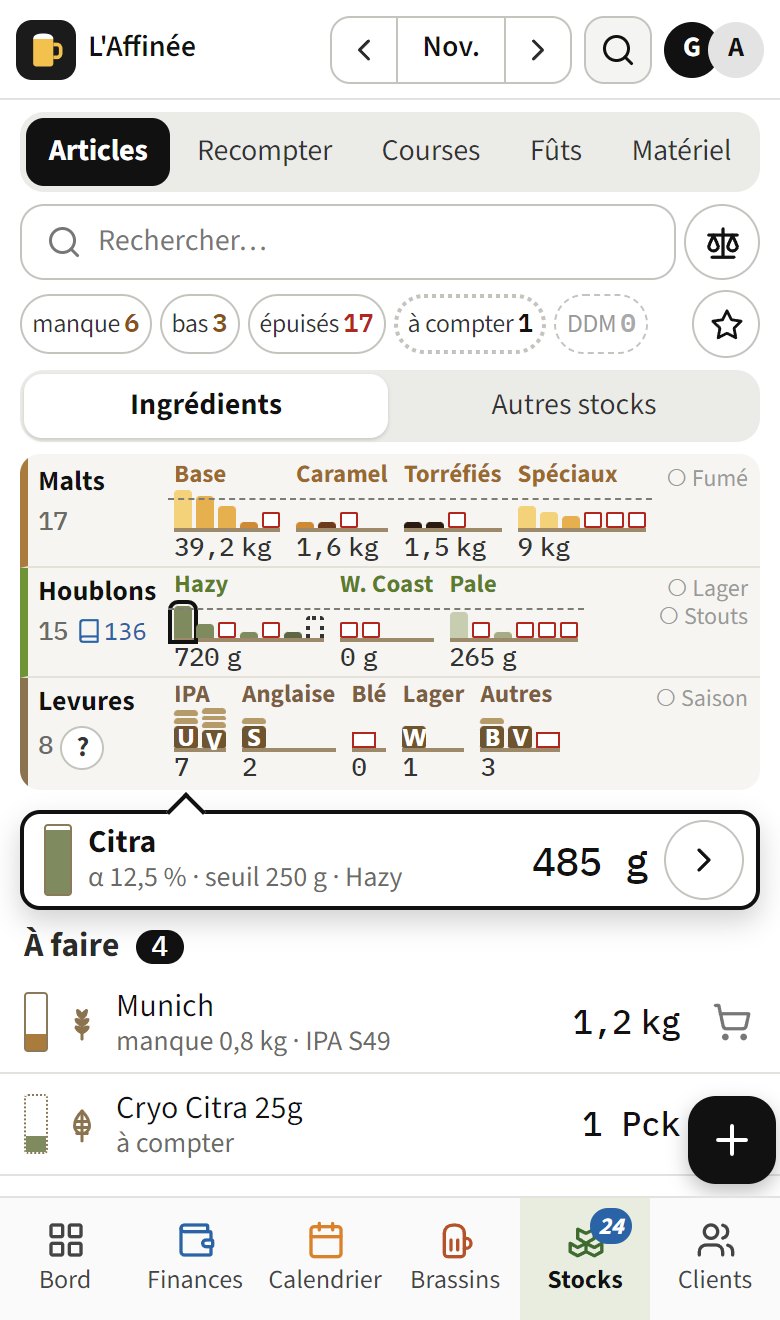 L'Affinée
Nov.
G A
Articles Recompter Courses Fûts Matériel
Rechercher...
manque 6 bas 3 épuisés 17 à compter 1 DDM 0
Ingrédients Autres stocks
Malts Base Caramel Torréfiés Spéciaux Fumé
17
39,2 kg 1,6 kg 1,5 kg 9 kg
Houblons Hazy W. Coast Pale Lager
15 136 Stouts
720 g 0 g 265 g
Levures IPA Anglaise Blé Lager Autres Saison
8 ? U V S W B V
7 2 0 1 3
Citra
α 12,5 % · seuil 250 g · Hazy
485 g
À faire 4
Munich
manque 0,8 kg · IPA S49
1,2 kg
Cryo Citra 25g
à compter
1 Pck
24
Bord Finances Calendrier Brassins Stocks Clients